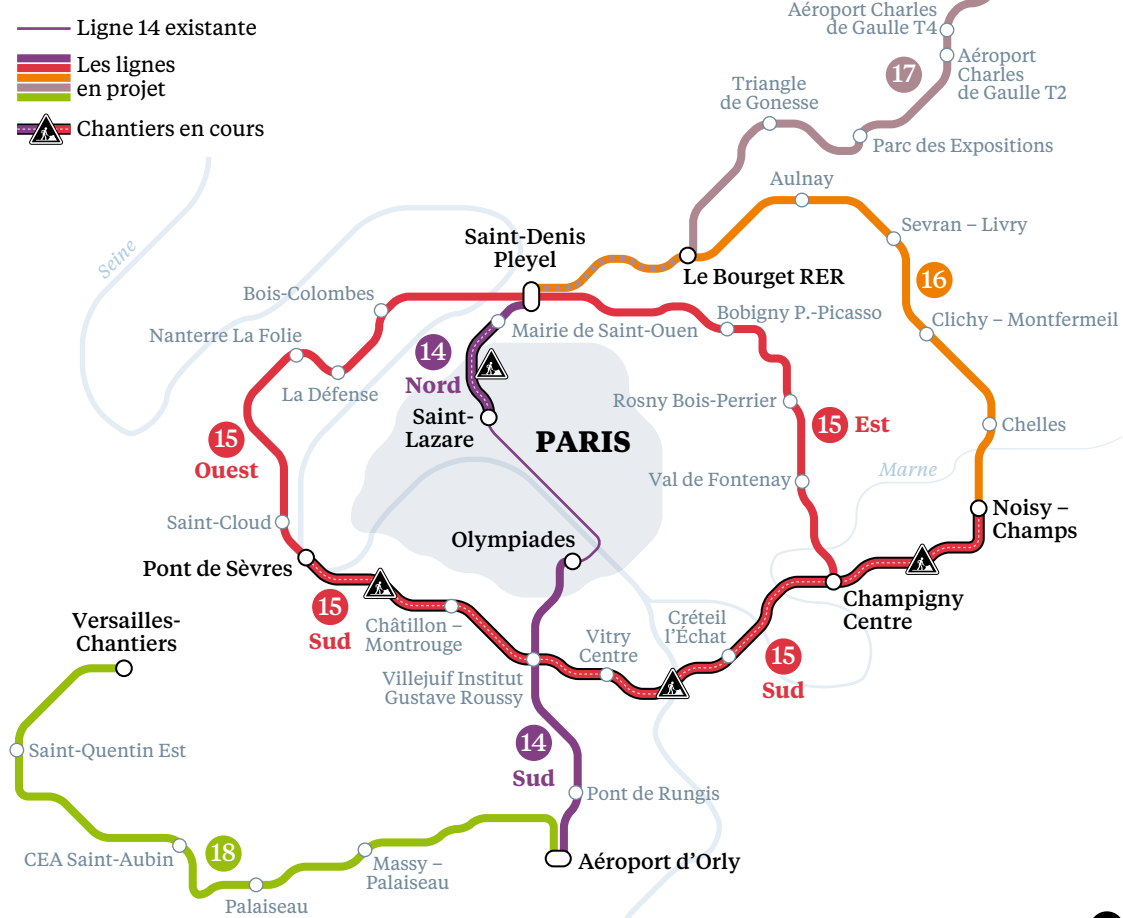 Ligne 14 existante
Les lignes
en projet
Chantiers en cours
Aéroport Charles
de Gaulle T4
17
Aéroport
Charles
de Gaulle T2
Triangle
de Gonesse
Parc des Expositions
Aulnay
Sevran – Livry
Seine
Saint-Denis
Pleyel
Le Bourget RER
16
Bois-Colombes
Bobigny P.-Picasso
Clichy – Montfermeil
Nanterre La Folie
Mairie de Saint-Ouen
14
Nord
La Défense
Saint-
Lazare
PARIS
Rosny Bois-Perrier
15 Est
Chelles
15
Ouest
Marne
Val de Fontenay
Saint-Cloud
Noisy –
Champs
Olympiades
Pont de Sèvres
Champigny
Centre
15
Sud
Versailles-
Chantiers
Châtillon –
Montrouge
Créteil
l’Échat
Vitry
Centre
15
Sud
Villejuif Institut
Gustave Roussy
Saint-Quentin Est
14
Sud
Pont de Rungis
CEA Saint-Aubin
18
Massy –
Palaiseau
Aéroport d’Orly
Palaiseau